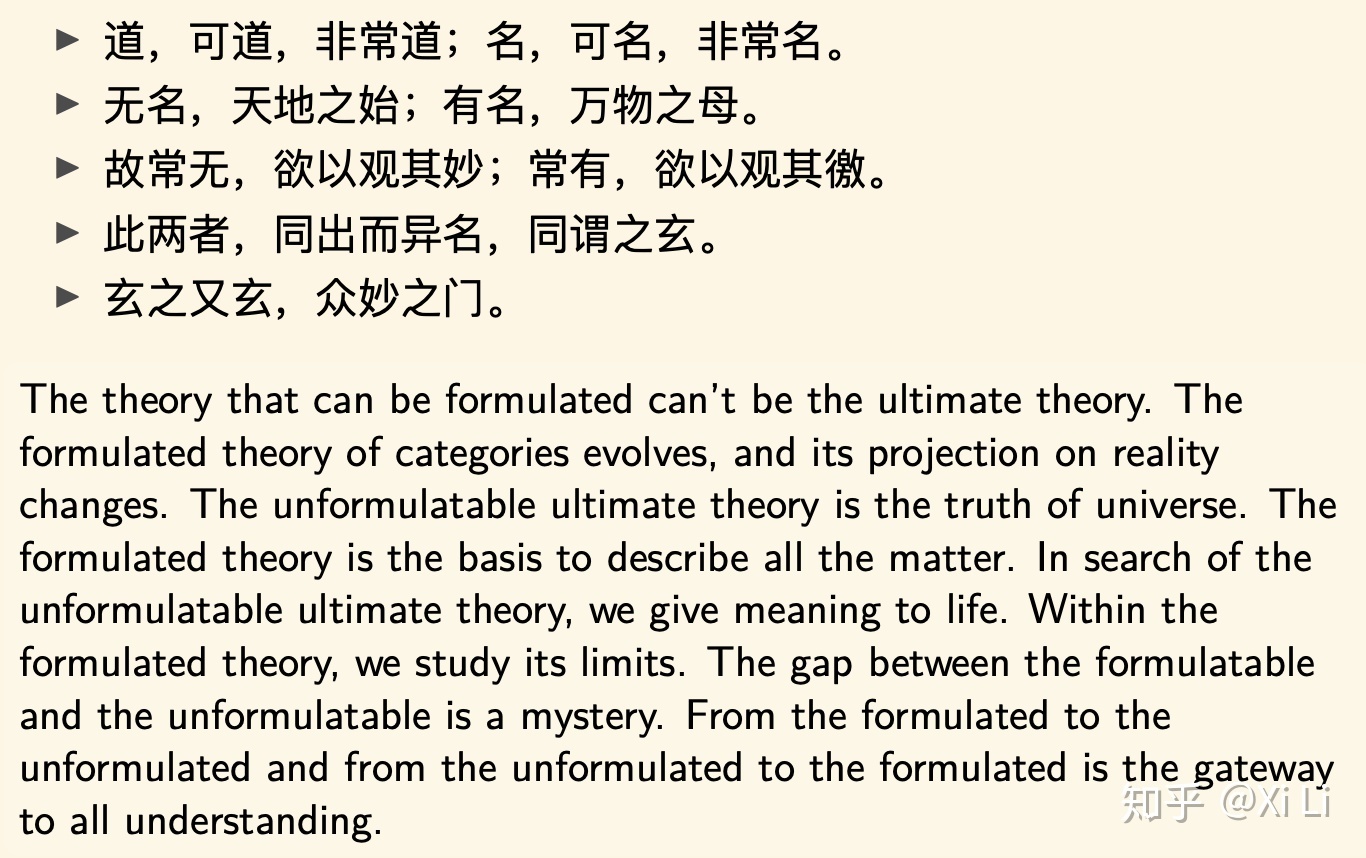 ▶ 道，可道，非常道；名，可名，非常名。
▶ 无名，天地之始；有名，万物之母。
▶ 故常无，欲以观其妙；常有，欲以观其徼。
▶ 此两者，同出而异名，同谓之玄。
▶ 玄之又玄，众妙之门。
The theory that can be formulated can't be the ultimate theory. The
formulated theory of categories evolves, and its projection on reality
changes. The unformulatable ultimate theory is the truth of universe. The
formulated theory is the basis to describe all the matter. In search of the
unformulatable ultimate theory, we give meaning to life. Within the
formulated theory, we study its limits. The gap between the formulatable
and the unformulatable is a mystery. From the formulated to the
unformulated and from the unformulated to the formulated is the gateway
to all understanding.
知乎 @Xi Li